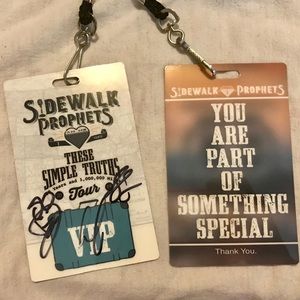 SIDEWALK
PROPHETS
THESE
SIMPLE TRUTHS
Tour
VIP
SIDEWALK PROPHETS
YOU
ARE
PART
OF
SOMETHING
SPECIAL
Thank You.